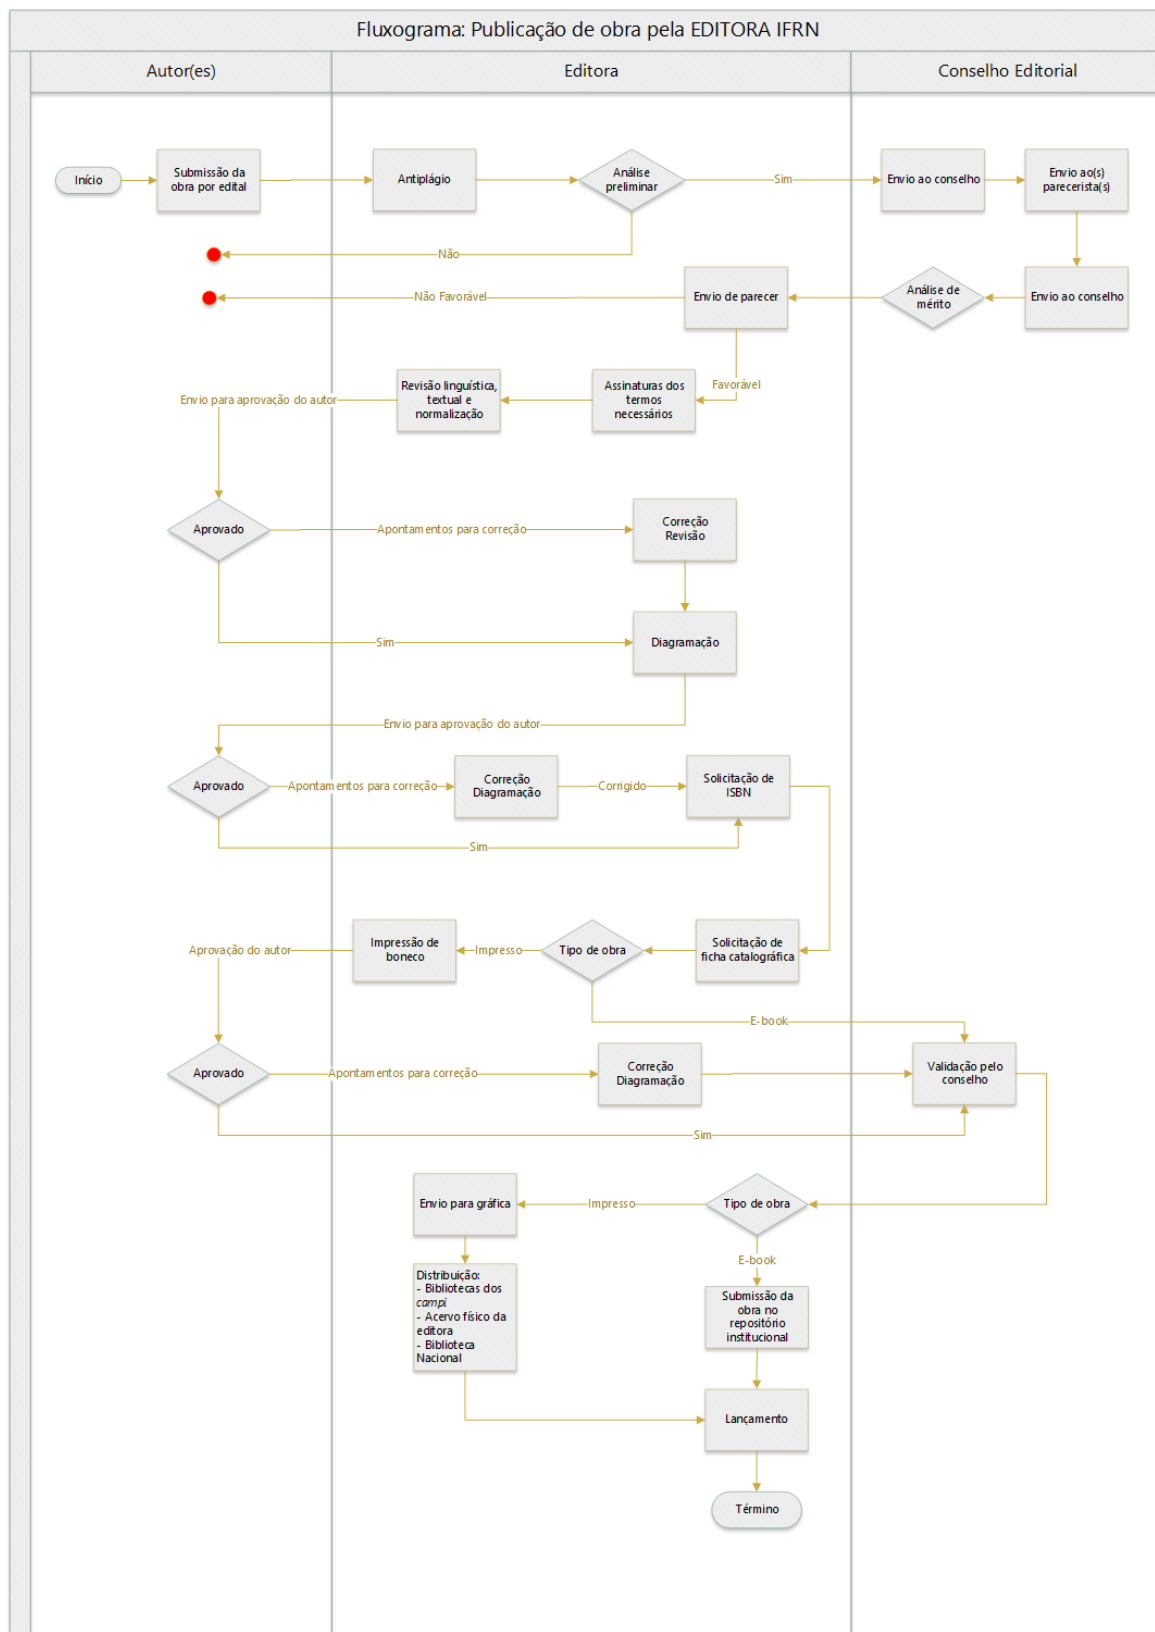 Fluxograma: Publicação de obra pela EDITORA IFRN
Autor(es)
Editora
Conselho Editorial
Início
Submissão da
obra por edital
Antiplágio
Análise
preliminar
Sim
Envio ao conselho
Envio ao(s)
parecerista(s)
Não
Não Favorável
Envio de parecer
Análise de
mérito
Envio ao conselho
Favorável
Envio para aprovação do autor
Revisão linguística,
textual e
normalização
Assinaturas dos
termos
necessários
Aprovado
Apontamentos para correção
Correção
Revisão
Sim
Diagramação
Envio para aprovação do autor
Aprovado
Apontamentos para correção
Correção
Diagramação
Corrigido
Solicitação de
ISBN
Sim
Aprovação do autor
Impressão de
boneco
Impresso
Tipo de obra
Solicitação de
ficha catalográfica
E-book
Aprovado
Apontamentos para correção
Correção
Diagramação
Validação pelo
conselho
Sim
Envio para gráfica
Impresso
Tipo de obra
E-book
Distribuição:
- Bibliotecas dos
campi
- Acervo físico da
editora
- Biblioteca
Nacional
Submissão da
obra no
repositório
institucional
Lançamento
Término